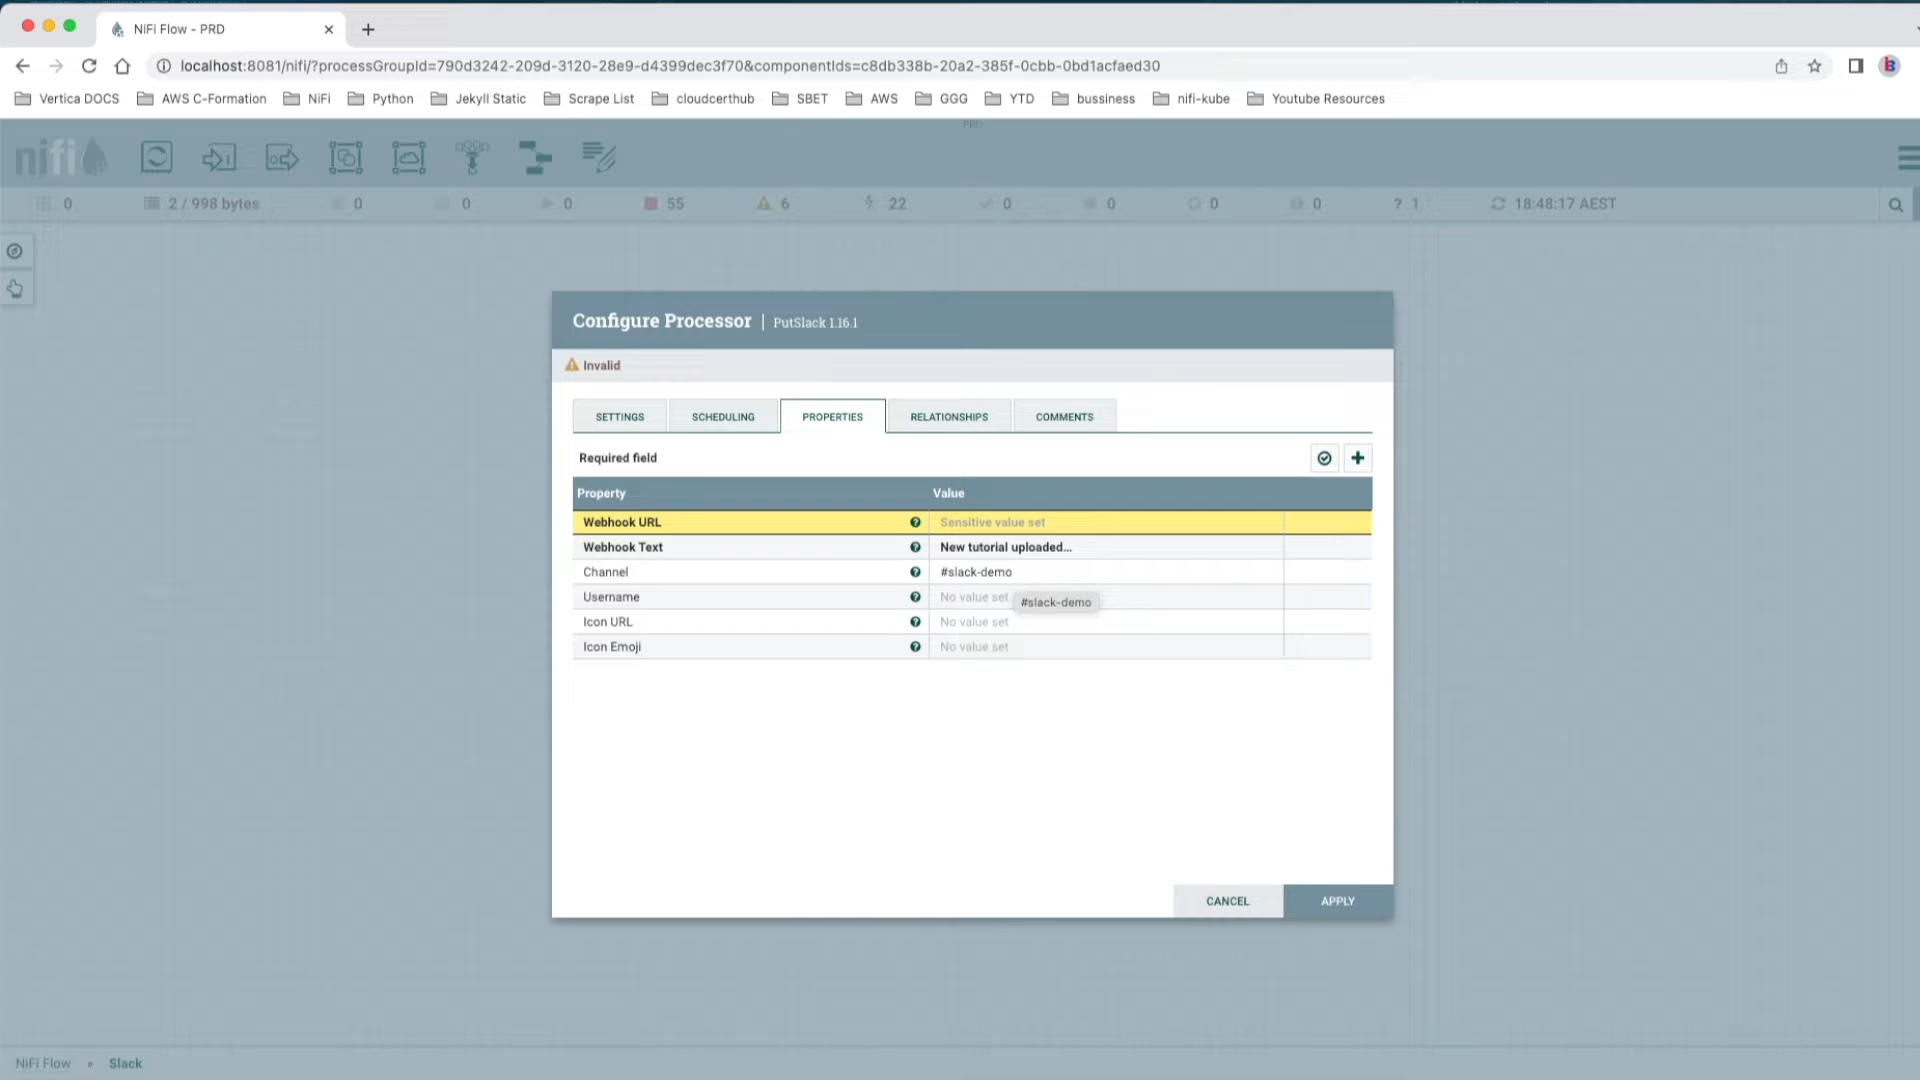 NiFi Flow - PRD
localhost:8081/nifi/?processGroupId=790d3242-209d-3120-28e9-d4399dec3f70&componentIds=c8db338b-20a2-385f-0cbb-0bd1acfaed30
Vertica DOCS AWS C-Formation NiFi Python Jekyll Static Scrape List cloudcerthub SBET AWS GGG YTD bussiness nifi-kube Youtube Resources
PRD
nifi
0 2 / 998 bytes 0 0 0 55 6 22 0 0 0 0 ? 1 18:48:17 AEST
Configure Processor | PutSlack 1.16.1
Invalid
SETTINGS SCHEDULING PROPERTIES RELATIONSHIPS COMMENTS
Required field
Property Value
Webhook URL Sensitive value set
Webhook Text New tutorial uploaded...
Channel #slack-demo
Username No value set
#slack-demo
Icon URL No value set
Icon Emoji No value set
CANCEL APPLY
NiFi Flow » Slack